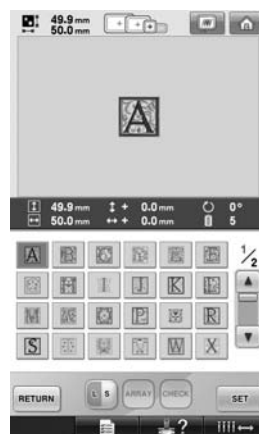 49.9 mm
50.0 mm
A
49.9 mm + 0.0 mm 0°
50.0 mm + 0.0 mm 5
A B C D E F 1/2
G H I J K L
M N O P Q R
S T U V W X
RETURN L S ARRAY CHECK SET
?